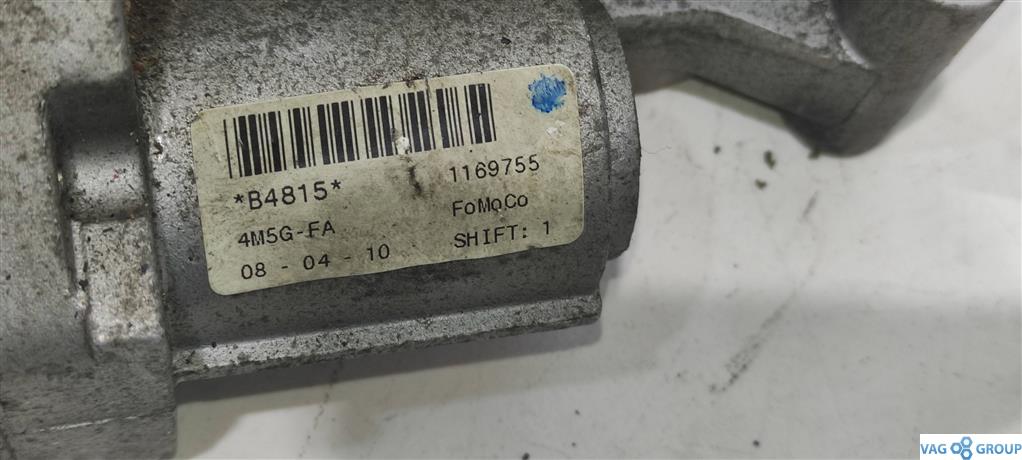 *B4815* 1169755
4M5G-FA FoMoCo
08 - 04 - 10 SHIFT: 1
VAG GROUP